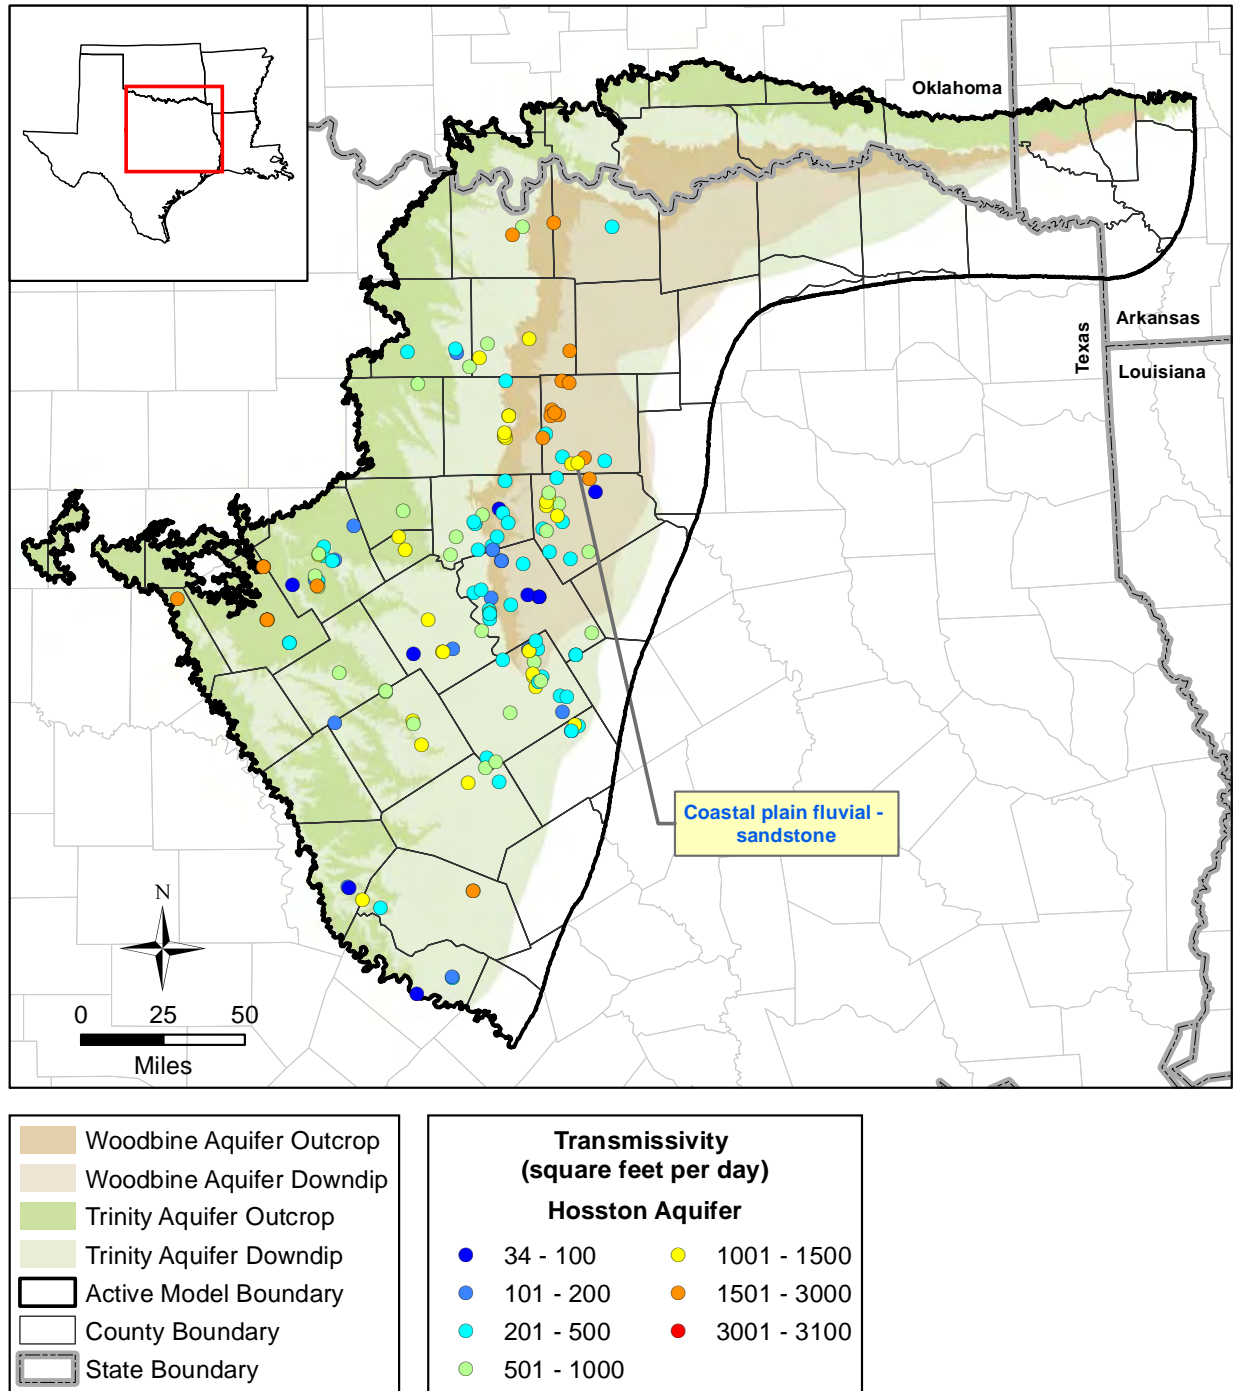 Oklahoma
Texas
Arkansas
Louisiana
Coastal plain fluvial -
sandstone
N
0 25 50
Miles
Woodbine Aquifer Outcrop
Woodbine Aquifer Downdip
Trinity Aquifer Outcrop
Trinity Aquifer Downdip
Active Model Boundary
County Boundary
State Boundary
Transmissivity
(square feet per day)
Hosston Aquifer
34 - 100
101 - 200
201 - 500
501 - 1000
1001 - 1500
1501 - 3000
3001 - 3100